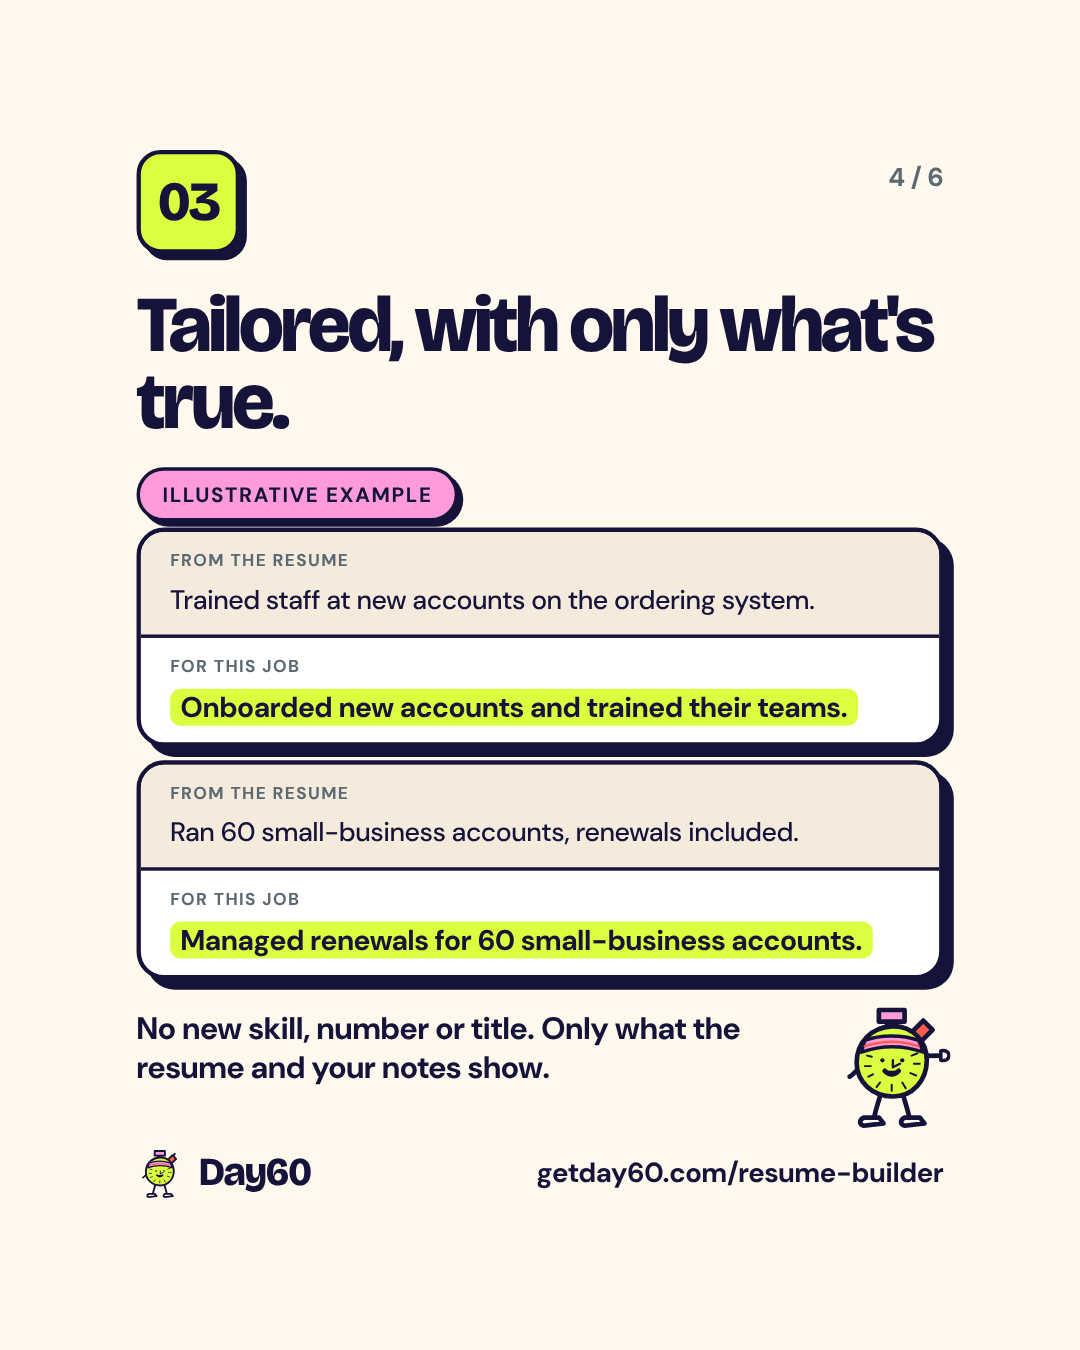 03
4 / 6
Tailored, with only what's
true.
ILLUSTRATIVE EXAMPLE
FROM THE RESUME
Trained staff at new accounts on the ordering system.
FOR THIS JOB
Onboarded new accounts and trained their teams.
FROM THE RESUME
Ran 60 small-business accounts, renewals included.
FOR THIS JOB
Managed renewals for 60 small-business accounts.
No new skill, number or title. Only what the
resume and your notes show.
Day60
getday60.com/resume-builder